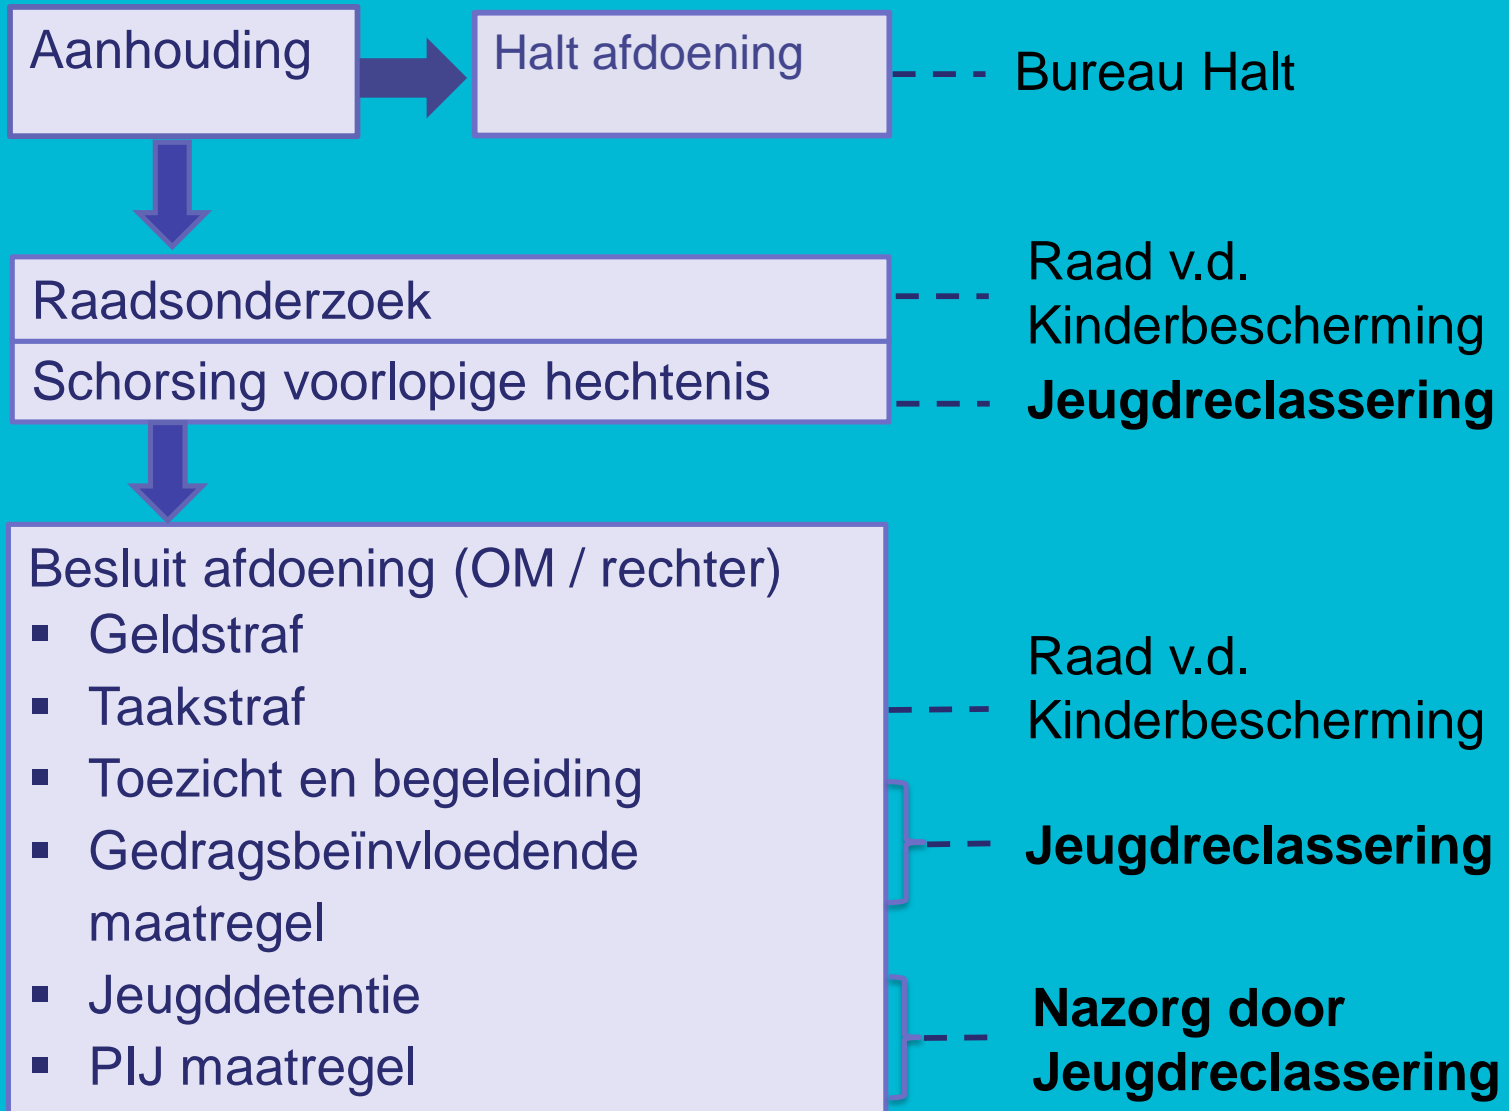 Aanhouding
Halt afdoening
Bureau Halt
Raadsonderzoek
Raad v.d.
Kinderbescherming
Schorsing voorlopige hechtenis
Jeugdreclassering
Besluit afdoening (OM / rechter)
▪ Geldstraf
▪ Taakstraf
Raad v.d.
Kinderbescherming
▪ Toezicht en begeleiding
▪ Gedragsbeïnvloedende
maatregel
Jeugdreclassering
▪ Jeugddetentie
▪ PIJ maatregel
Nazorg door
Jeugdreclassering